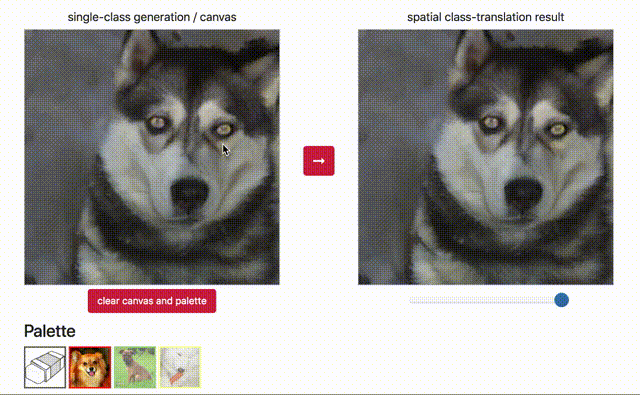 single-class generation / canvas
spatial class-translation result
→
clear canvas and palette
Palette